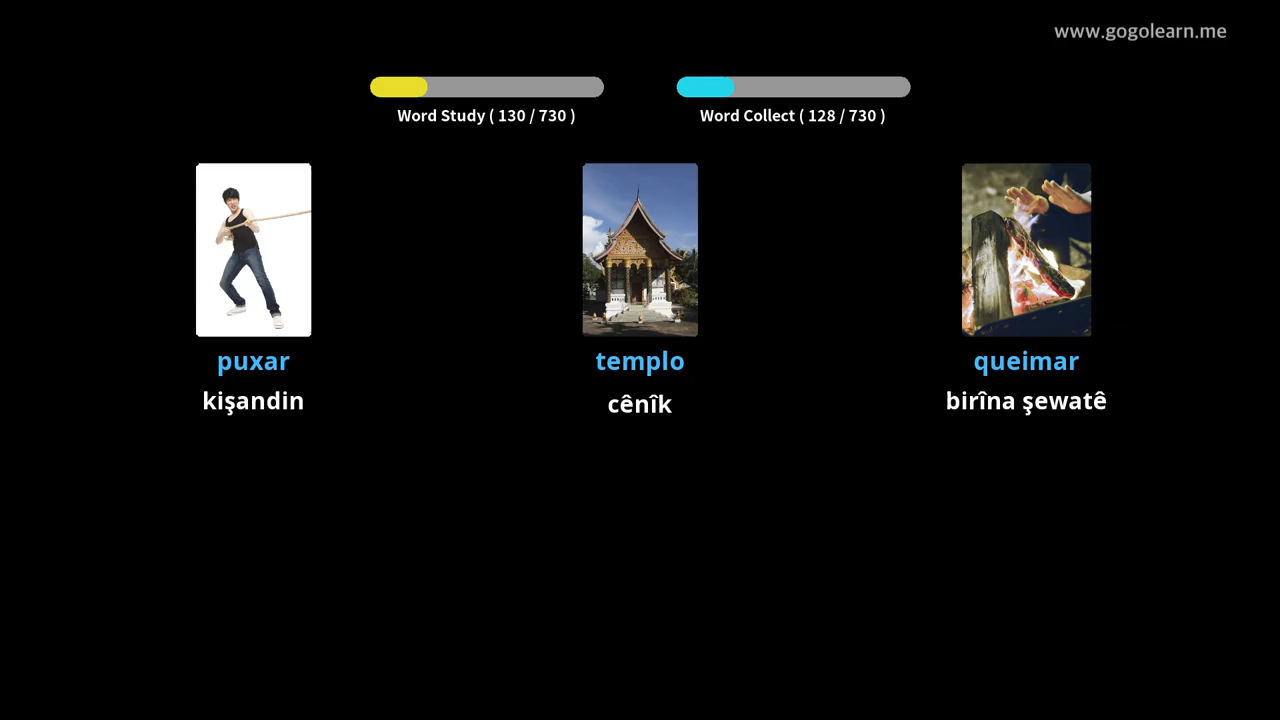 www.gogolearn.me
Word Study ( 130 / 730 )
Word Collect ( 128 / 730 )
puxar
templo
queimar
kişandin
cênîk
birîna şewatê